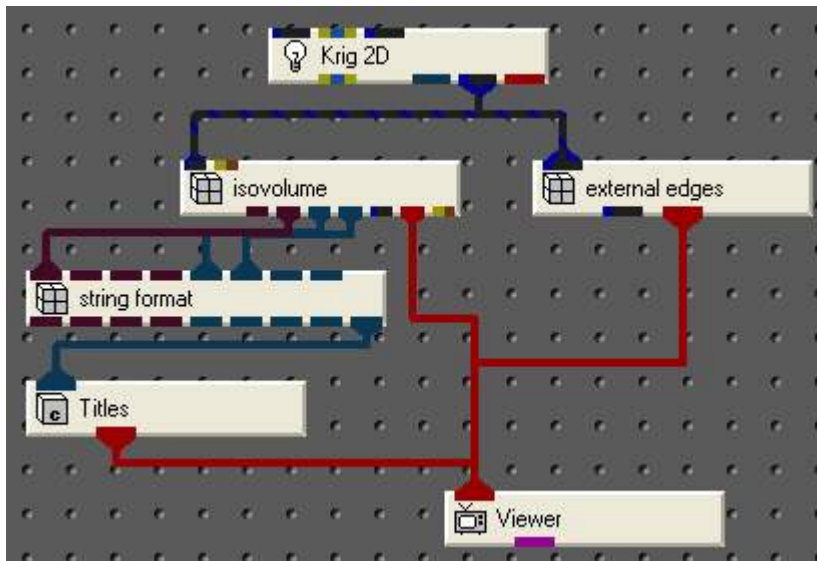 Krig 2D
isovolume
external edges
string format
c
Titles
Viewer